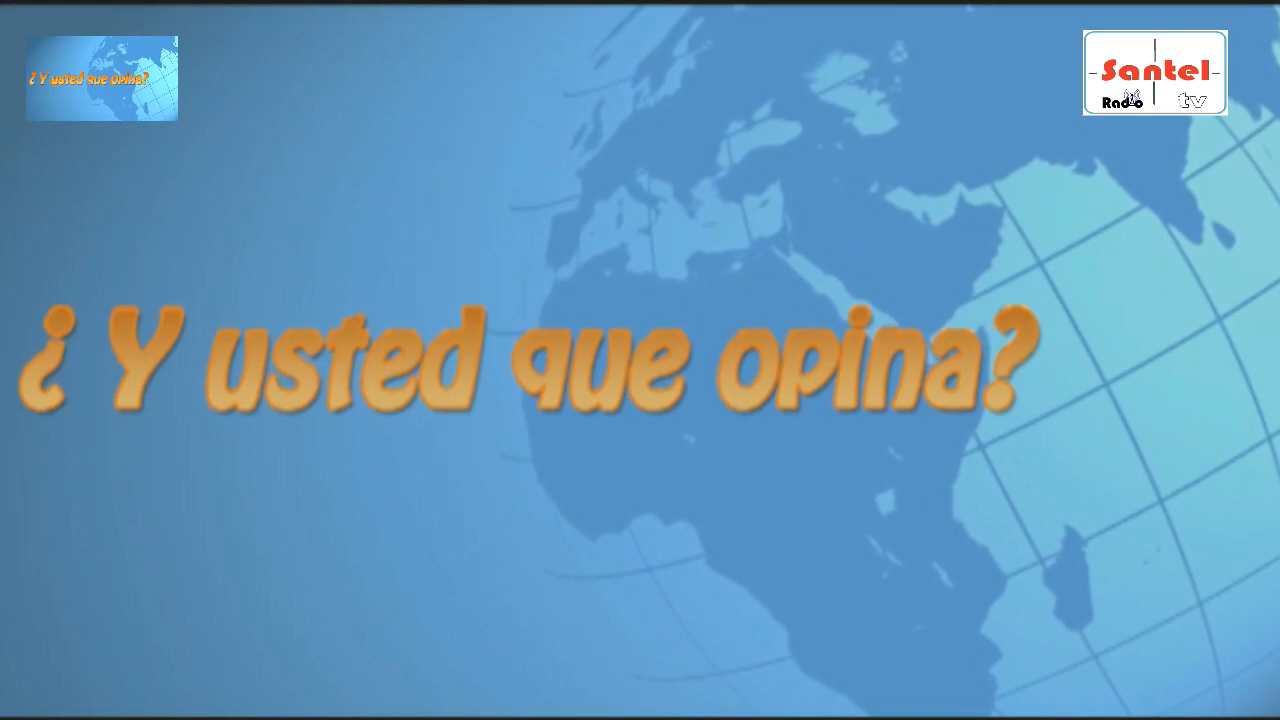 ¿ Y usted que opina?
Santel
Radio tv
¿ Y usted que opina?